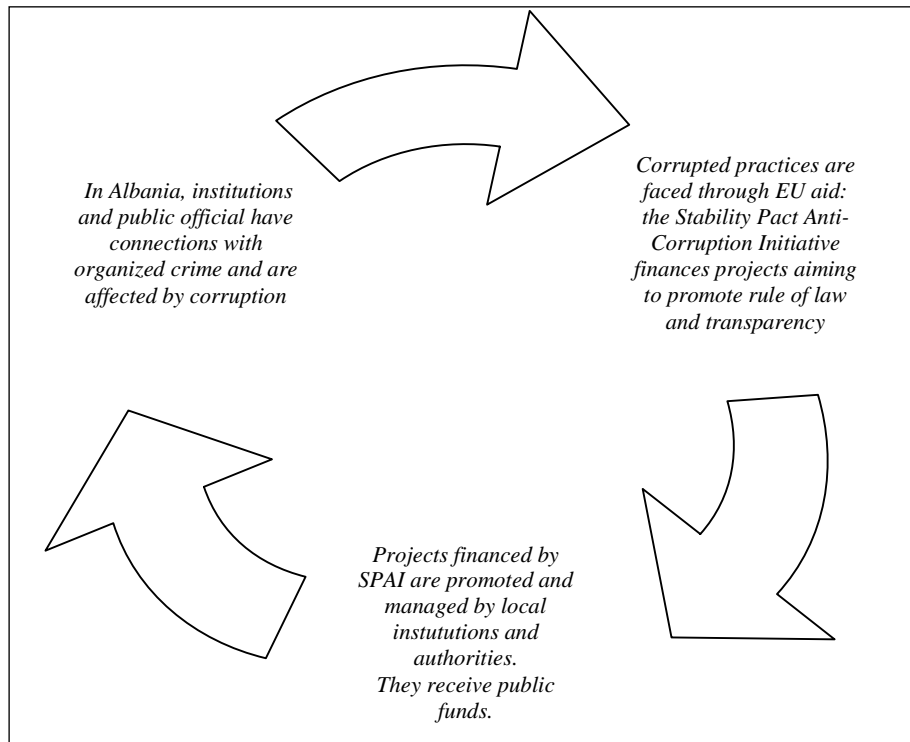 In Albania, institutions
and public official have
connections with
organized crime and are
affected by corruption
Corrupted practices are
faced through EU aid:
the Stability Pact Anti-
Corruption Initiative
finances projects aiming
to promote rule of law
and transparency
Projects financed by
SPAI are promoted and
managed by local
instututions and
authorities.
They receive public
funds.